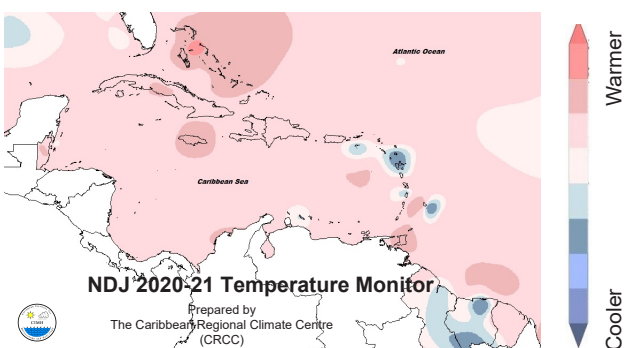 Atlantic Ocean
Warmer
Caribbean Sea
NDJ 2020-21 Temperature Monitor
Prepared by
The Caribbean Regional Climate Centre
(CRCC)
CIMH
Cooler